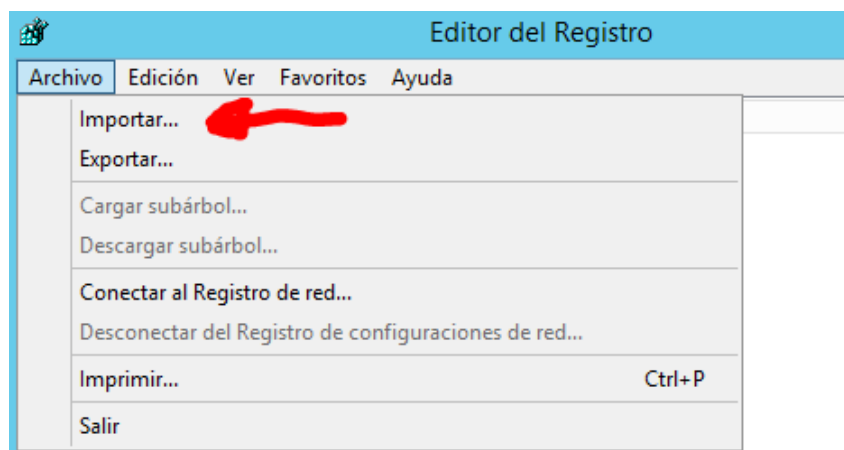 Editor del Registro
Archivo Edición Ver Favoritos Ayuda
Importar...
Exportar...
Cargar subárbol...
Descargar subárbol...
Conectar al Registro de red...
Desconectar del Registro de configuraciones de red...
Imprimir... Ctrl+P
Salir